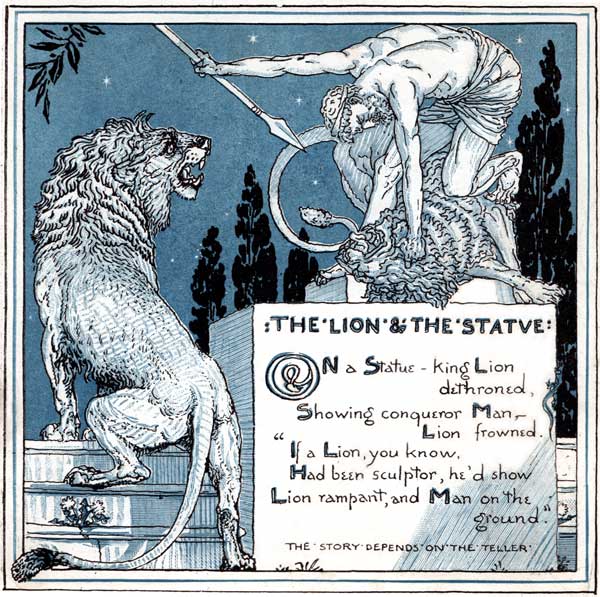 :THE·LION·&·THE·STATVE:
ON a Statue - King Lion
dethroned,
Showing conqueror Man,—
Lion frowned.
"If a Lion, you know,
Had been sculptor, he'd show
Lion rampant, and Man on the
ground."
THE·STORY·DEPENDS·ON·THE·TELLER·